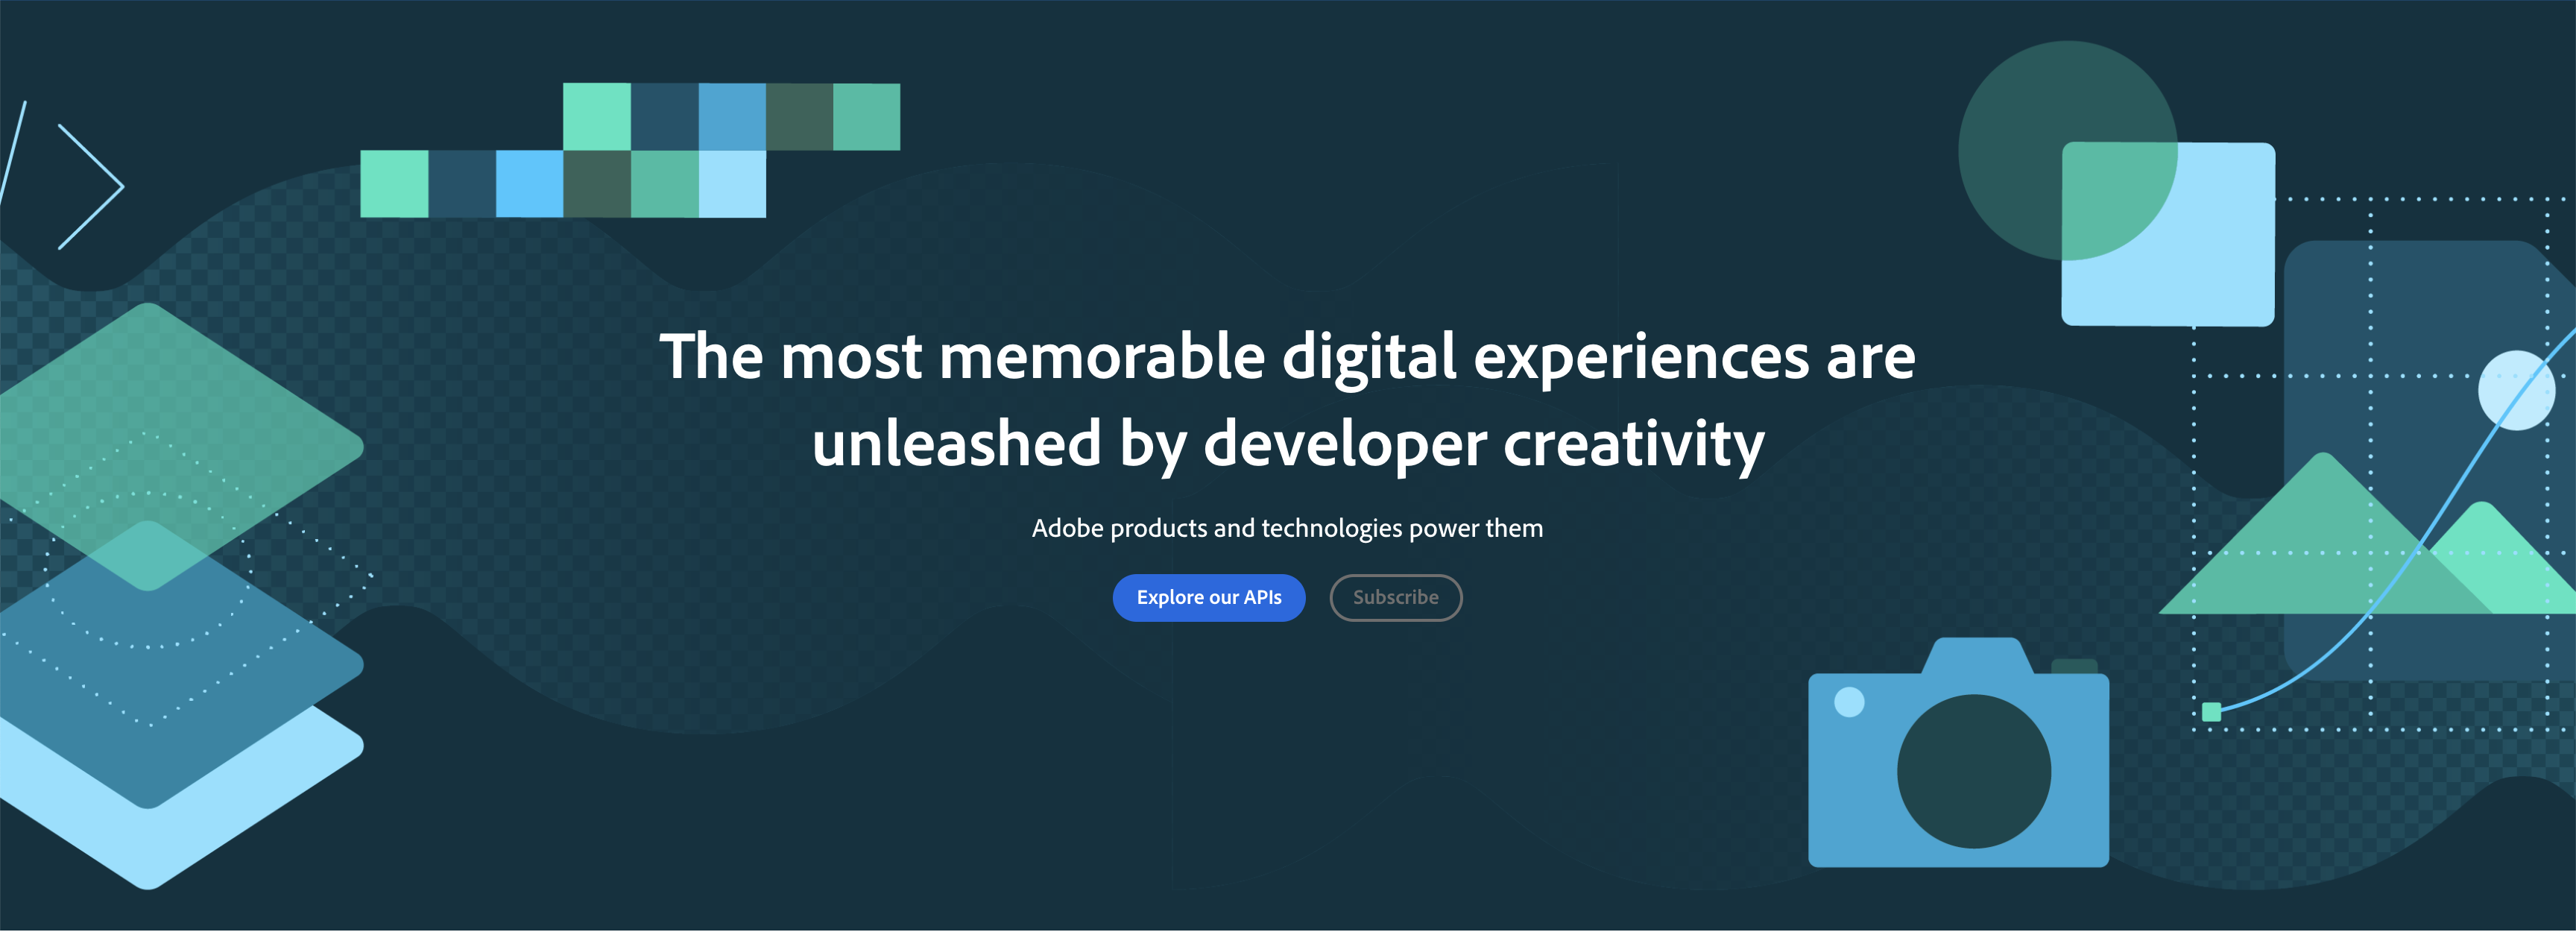 The most memorable digital experiences are
unleashed by developer creativity
Adobe products and technologies power them
Explore our APIs
Subscribe